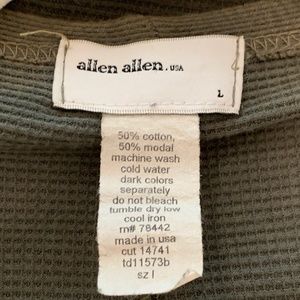 allen allen.USA
L
50% cotton,
50% modal
machine wash
cold water
dark colors
separately
do not bleach
tumble dry low
cool iron
rn# 78442
made in usa
cut 14741
td11573b
sz l